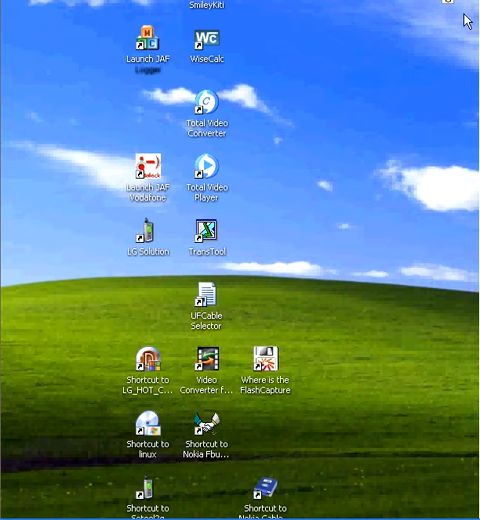 SmileyKiti
Launch JAF
Logger
WiseCalc
Total Video
Converter
Launch JAF
Vodafone
Total Video
Player
LG Solution
TransTool
UFCable
Selector
Shortcut to
LG_HOT_C...
Video
Converter f...
Where is the
FlashCapture
Shortcut to
linux
Shortcut to
Nokia Fbu...
Shortcut to
Shortcut to